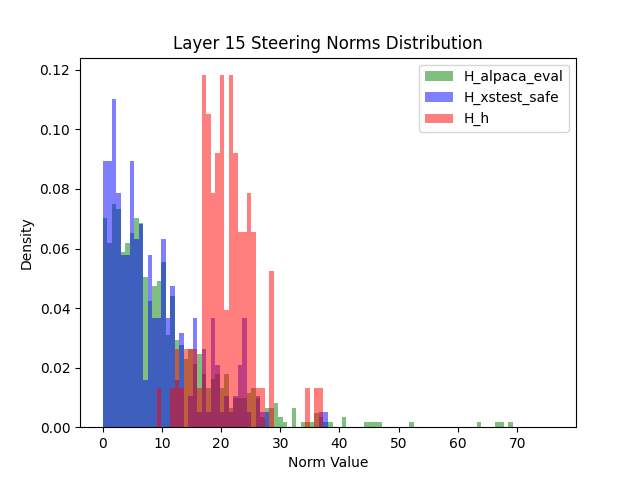 Layer 15 Steering Norms Distribution
H_alpaca_eval
H_xstest_safe
H_h
Density
0.12
0.10
0.08
0.06
0.04
0.02
0.00
0 10 20 30 40 50 60 70
Norm Value